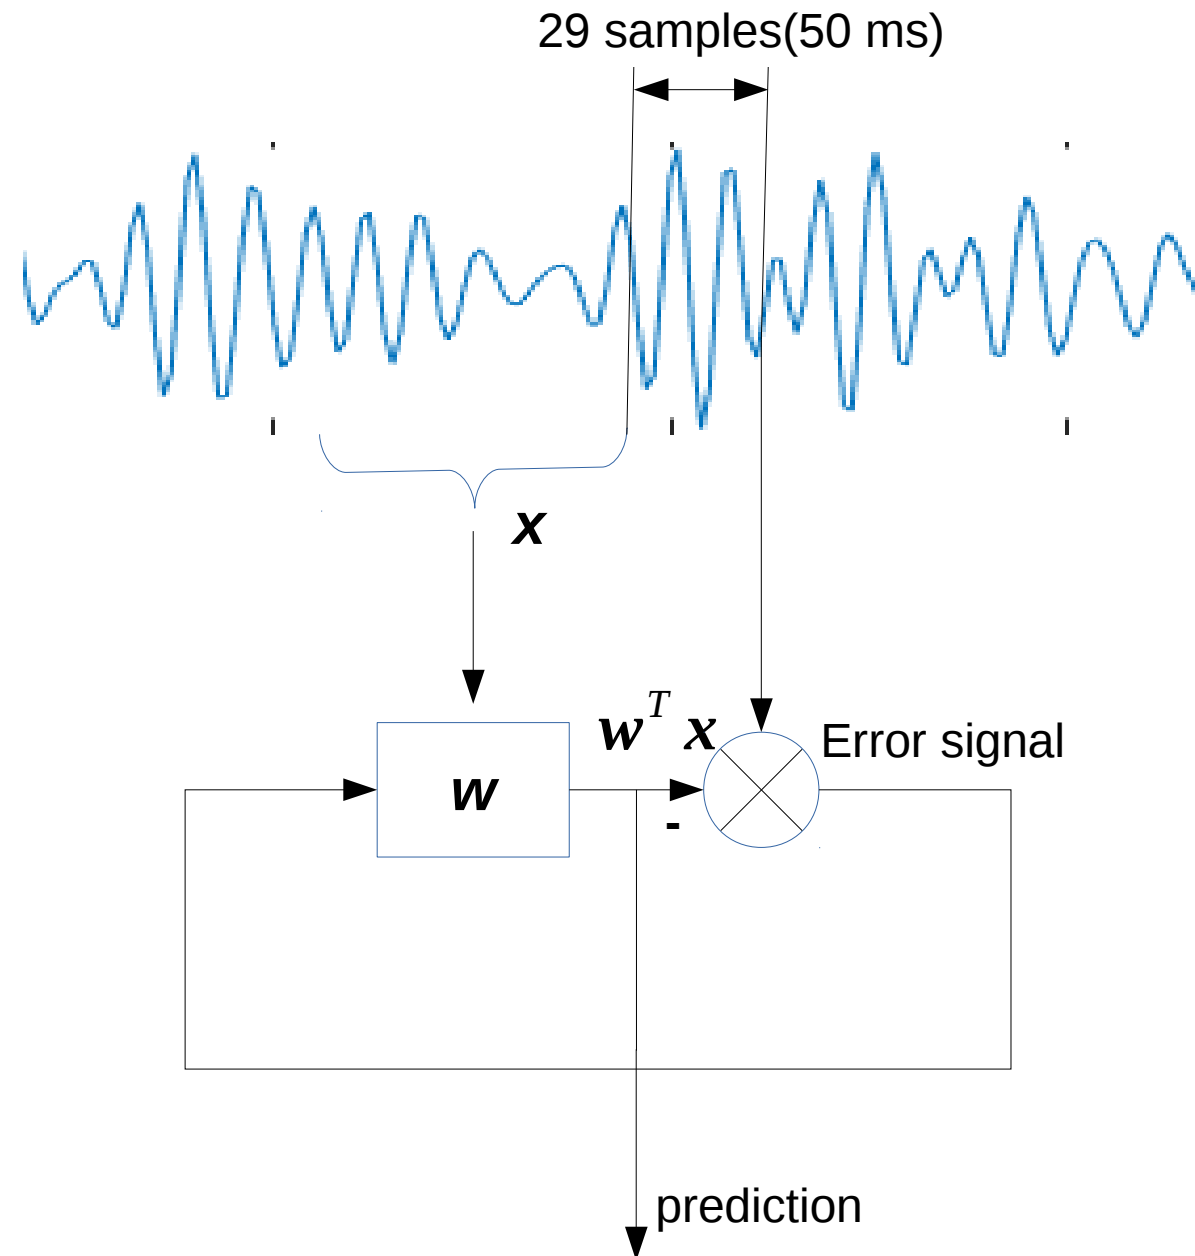 29 samples(50 ms)
x
w^T x
Error signal
w
-
prediction